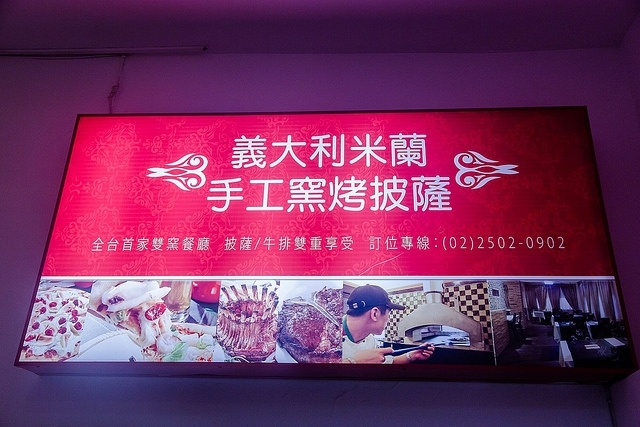 義大利米蘭
手工窯烤披薩
全台首家雙窯餐廳 披薩/牛排雙重享受 訂位專線:(02)2502-0902